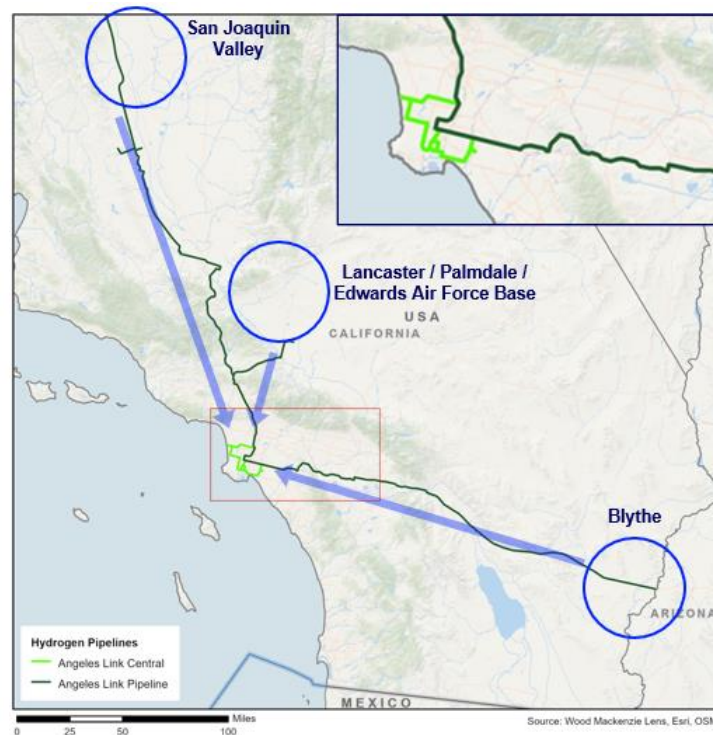 San Joaquin
Valley
Lancaster / Palmdale /
Edwards Air Force Base
USA
CALIFORNIA
Blythe
ARIZONA
Hydrogen Pipelines
Angeles Link Central
Angeles Link Pipeline
MEXICO
Miles
0 25 50 100
Source: Wood Mackenzie Lens, Esri, OSM